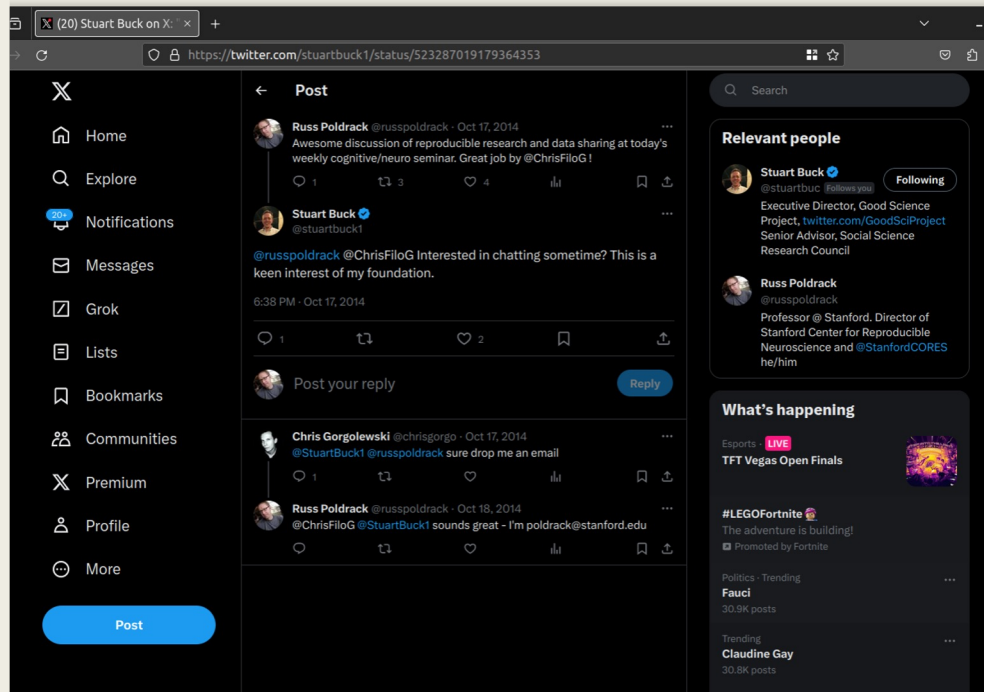 (20) Stuart Buck on X: "
https://twitter.com/stuartbuck1/status/523287019179364353
Home
Explore
20+
Notifications
Messages
Grok
Lists
Bookmarks
Communities
Premium
Profile
More
Post
Post
Russ Poldrack @russpoldrack · Oct 17, 2014
Awesome discussion of reproducible research and data sharing at today's
weekly cognitive/neuro seminar. Great job by @ChrisFiloG !
1 3 4
Stuart Buck
@stuartbuck1
@russpoldrack @ChrisFiloG Interested in chatting sometime? This is a
keen interest of my foundation.
6:38 PM · Oct 17, 2014
1 2
Post your reply
Reply
Chris Gorgolewski @chrisgorgo · Oct 17, 2014
@StuartBuck1 @russpoldrack sure drop me an email
1
Russ Poldrack @russpoldrack · Oct 18, 2014
@ChrisFiloG @StuartBuck1 sounds great - I'm poldrack@stanford.edu
Search
Relevant people
Stuart Buck
@stuartbuc Follows you
Following
Executive Director, Good Science
Project, twitter.com/GoodSciProject
Senior Advisor, Social Science
Research Council
Russ Poldrack
@russpoldrack
Professor @ Stanford. Director of
Stanford Center for Reproducible
Neuroscience and @StanfordCORES
he/him
What's happening
Esports · LIVE
TFT Vegas Open Finals
#LEGOFortnite
The adventure is building!
Promoted by Fortnite
Politics · Trending
Fauci
30.9K posts
Trending
Claudine Gay
30.8K posts